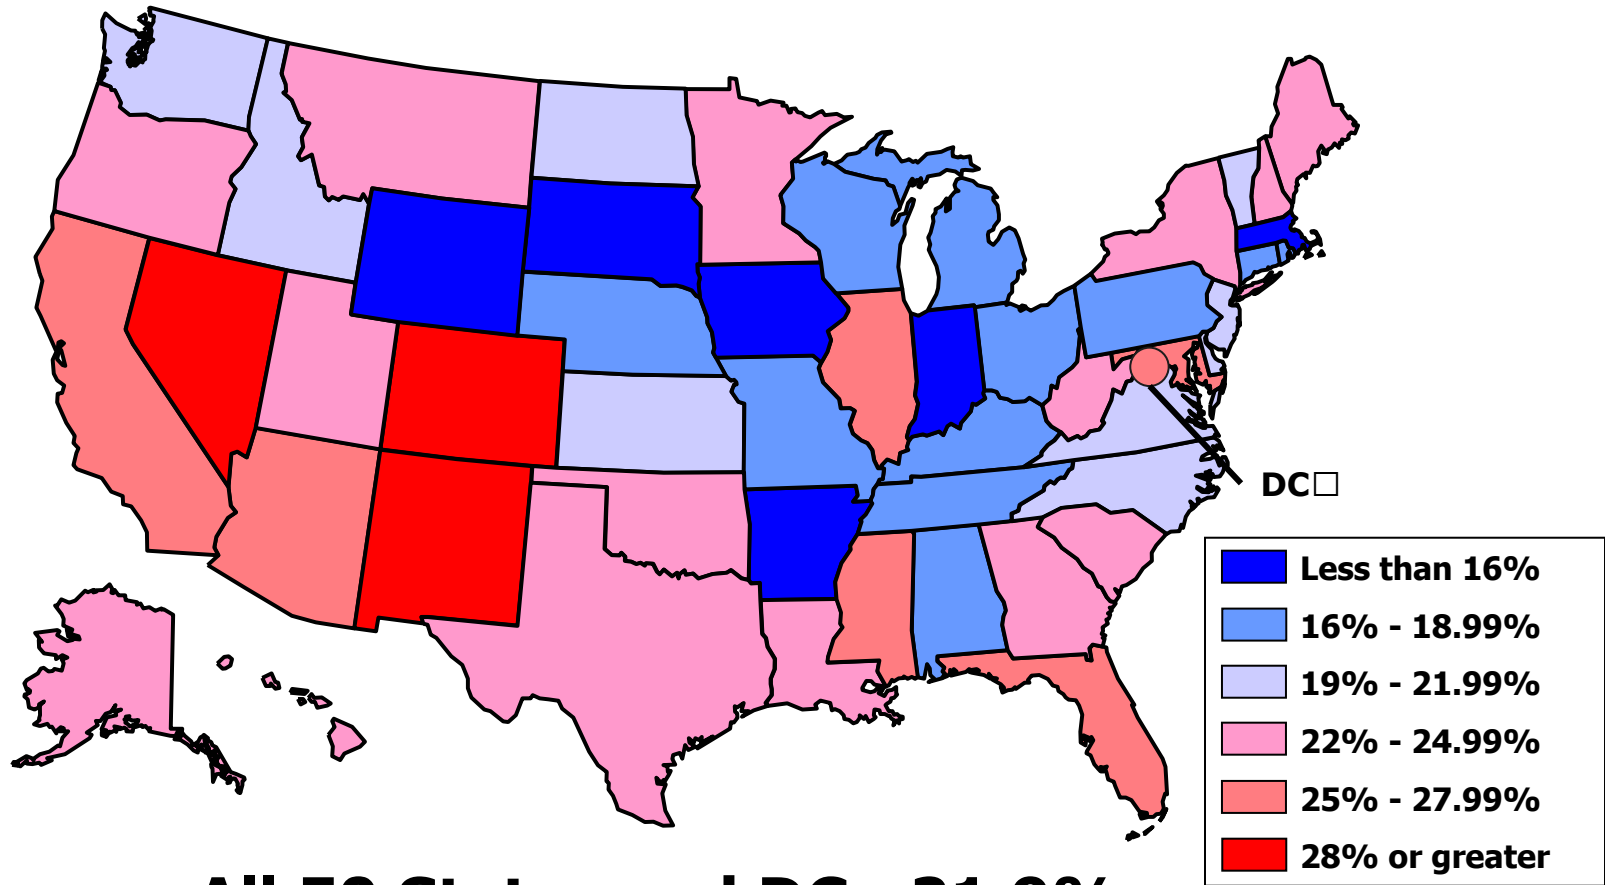 DC□
Less than 16%
16% - 18.99%
19% - 21.99%
22% - 24.99%
25% - 27.99%
28% or greater